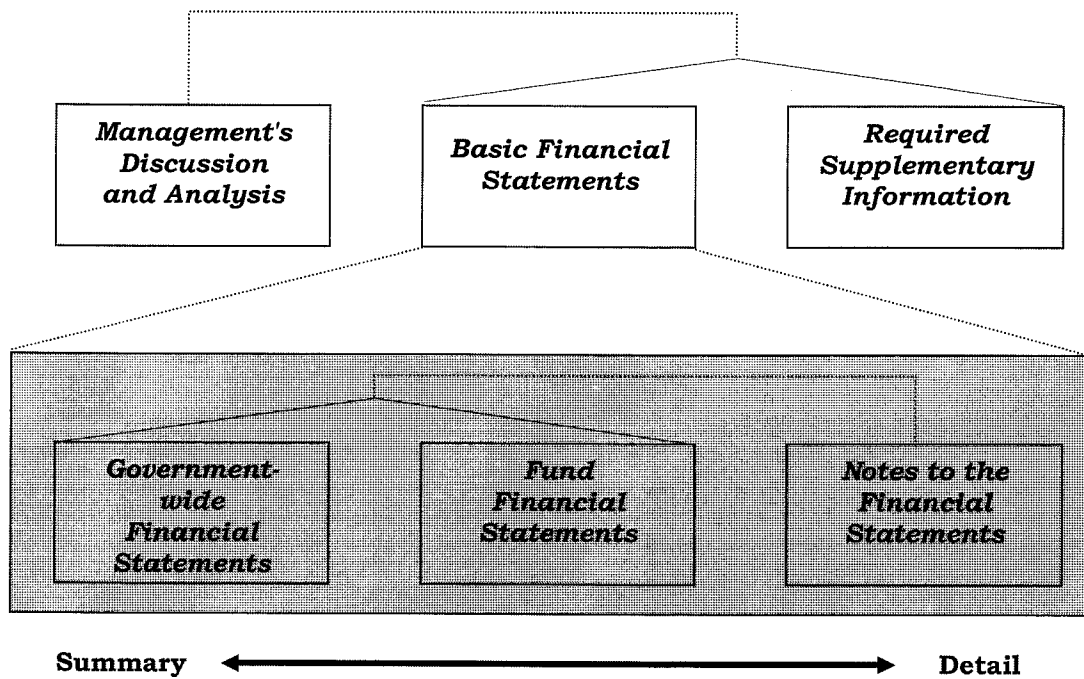 Management's
Discussion
and Analysis
Basic Financial
Statements
Required
Supplementary
Information
Government-
wide
Financial
Statements
Fund
Financial
Statements
Notes to the
Financial
Statements
Summary
Detail